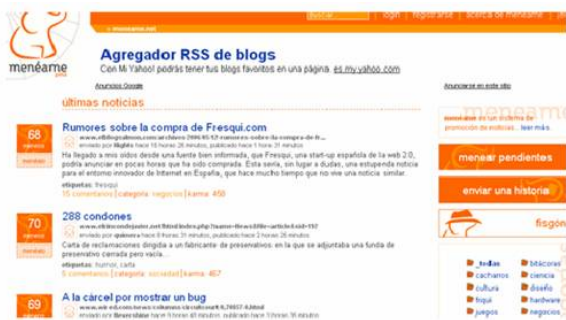 Buscar...
login | registrarse | acerca de menéame
» menéame.net
menéame
Agregador RSS de blogs
Con Mi Yahoo! podrás tener tus blogs favoritos en una página. es.my.yahoo.com
Anuncios Google
Anunciarse en este sitio
últimas noticias
menéame es un sistema de
promoción de noticias... leer más
menear pendientes
enviar una historia
fisgón
_todas
bitácoras
cacharros
ciencia
cultura
diseño
friqui
hardware
juegos
negocios
68
meneos
menéalo
Rumores sobre la compra de Fresqui.com
Ha llegado a mis oídos desde una fuente bien informada, que Fresqui, una start-up española de la web 2.0,
podría anunciar en pocas horas que ha sido comprada. Esta sería, sin lugar a dudas, una estupenda noticia
para el entorno innovador de Internet en España, que hace mucho tiempo no nos vive una noticia similar.
etiquetas: fresqui
15 comentarios | categoría: negocios | karma: 458
70
meneos
menéalo
288 condones
Carta de reclamaciones dirigida a un fabricante de preservativos: en la que se adjuntaba una funda de
preservativo cerrada pero vacía...
etiquetas: humor, carta
5 comentarios | categoría: sociedad | karma: 467
69
meneos
A la cárcel por mostrar un bug